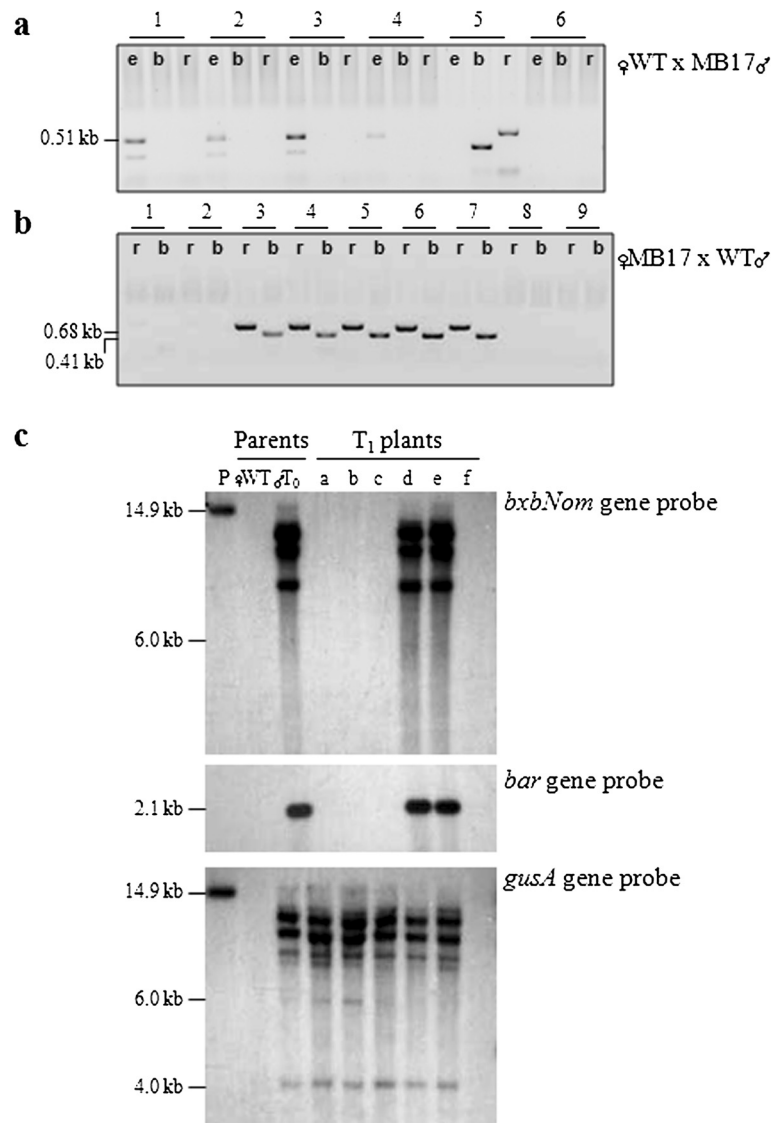 a
1 2 3 4 5 6
e b r e b r e b r e b r e b r e b r
♀WT x MB17♂
0.51 kb
1 2 3 4 5 6 7 8 9
b
r b r b r b r b r b r b r b r b r b
♀MB17 x WT♂
0.68 kb
0.41 kb
c
Parents T₁ plants
P ♀WT ♂T₀ a b c d e f
14.9 kb
bxbNom gene probe
6.0 kb
bar gene probe
2.1 kb
14.9 kb
gusA gene probe
6.0 kb
4.0 kb